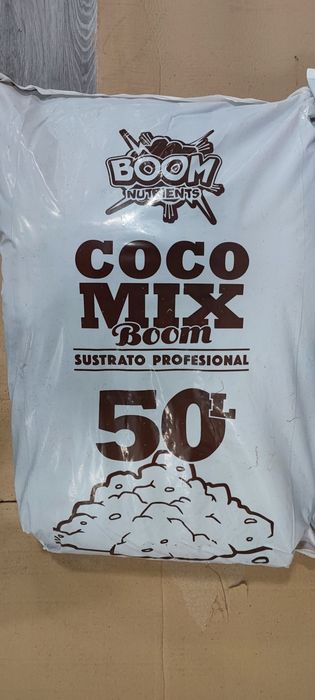 BOOM
NUTRIENTS
COCO
MIX
Boom
SUSTRATO PROFESIONAL
50L